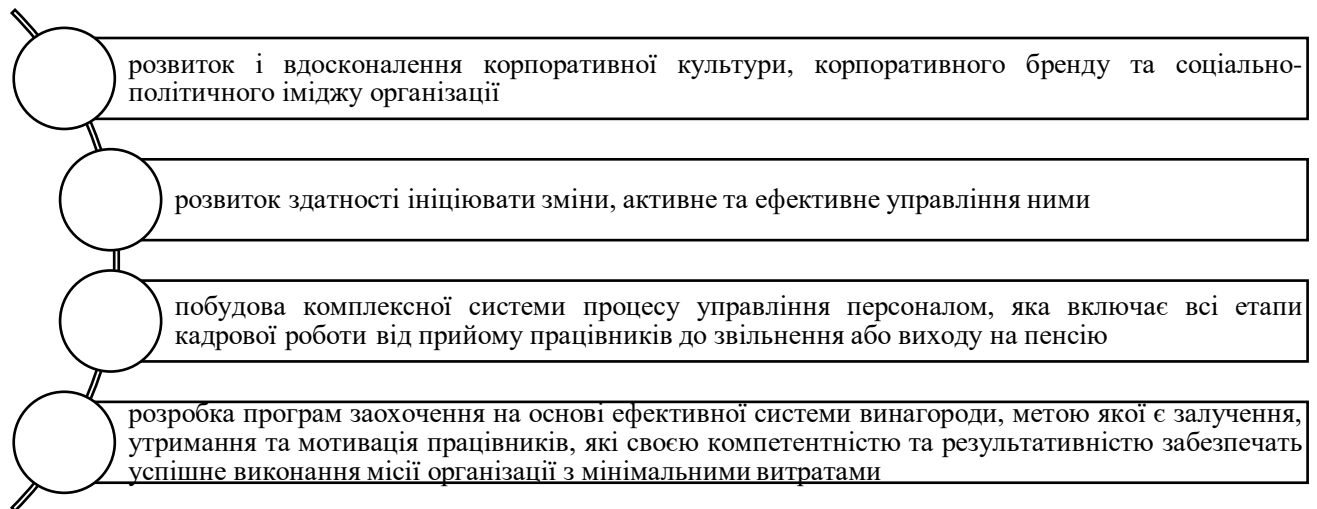 розвиток і вдосконалення корпоративної культури, корпоративного бренду та соціально-
політичного іміджу організації
розвиток здатності ініціювати зміни, активне та ефективне управління ними
побудова комплексної системи процесу управління персоналом, яка включає всі етапи
кадрової роботи від прийому працівників до звільнення або виходу на пенсію
розробка програм заохочення на основі ефективної системи винагороди, метою якої є залучення,
утримання та мотивація працівників, які своєю компетентністю та результативністю забезпечать
успішне виконання місії організації з мінімальними витратами